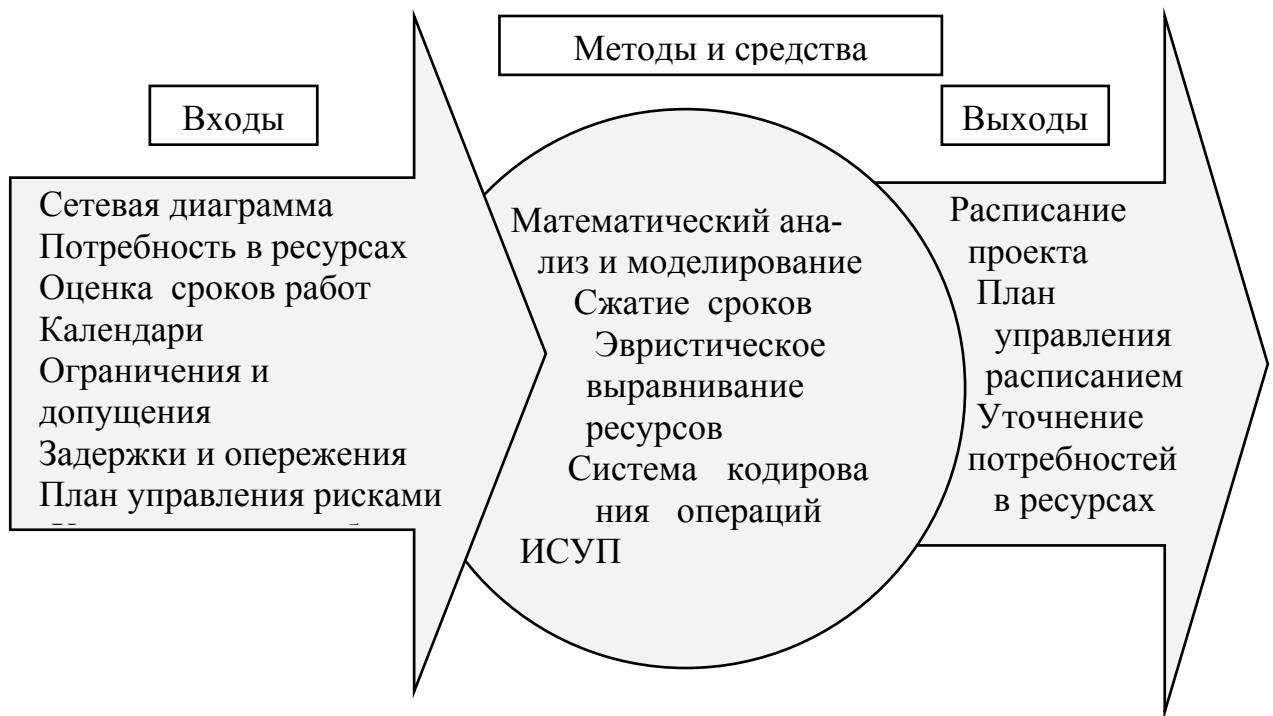 Методы и средства
Входы
Выходы
Сетевая диаграмма
Потребность в ресурсах
Оценка сроков работ
Календари
Ограничения и
допущения
Задержки и опережения
План управления рисками
Математический ана-
лиз и моделирование
Сжатие сроков
Эвристическое
выравнивание
ресурсов
Система кодирова
ния операций
ИСУП
Расписание
проекта
План
управления
расписанием
Уточнение
потребностей
в ресурсах